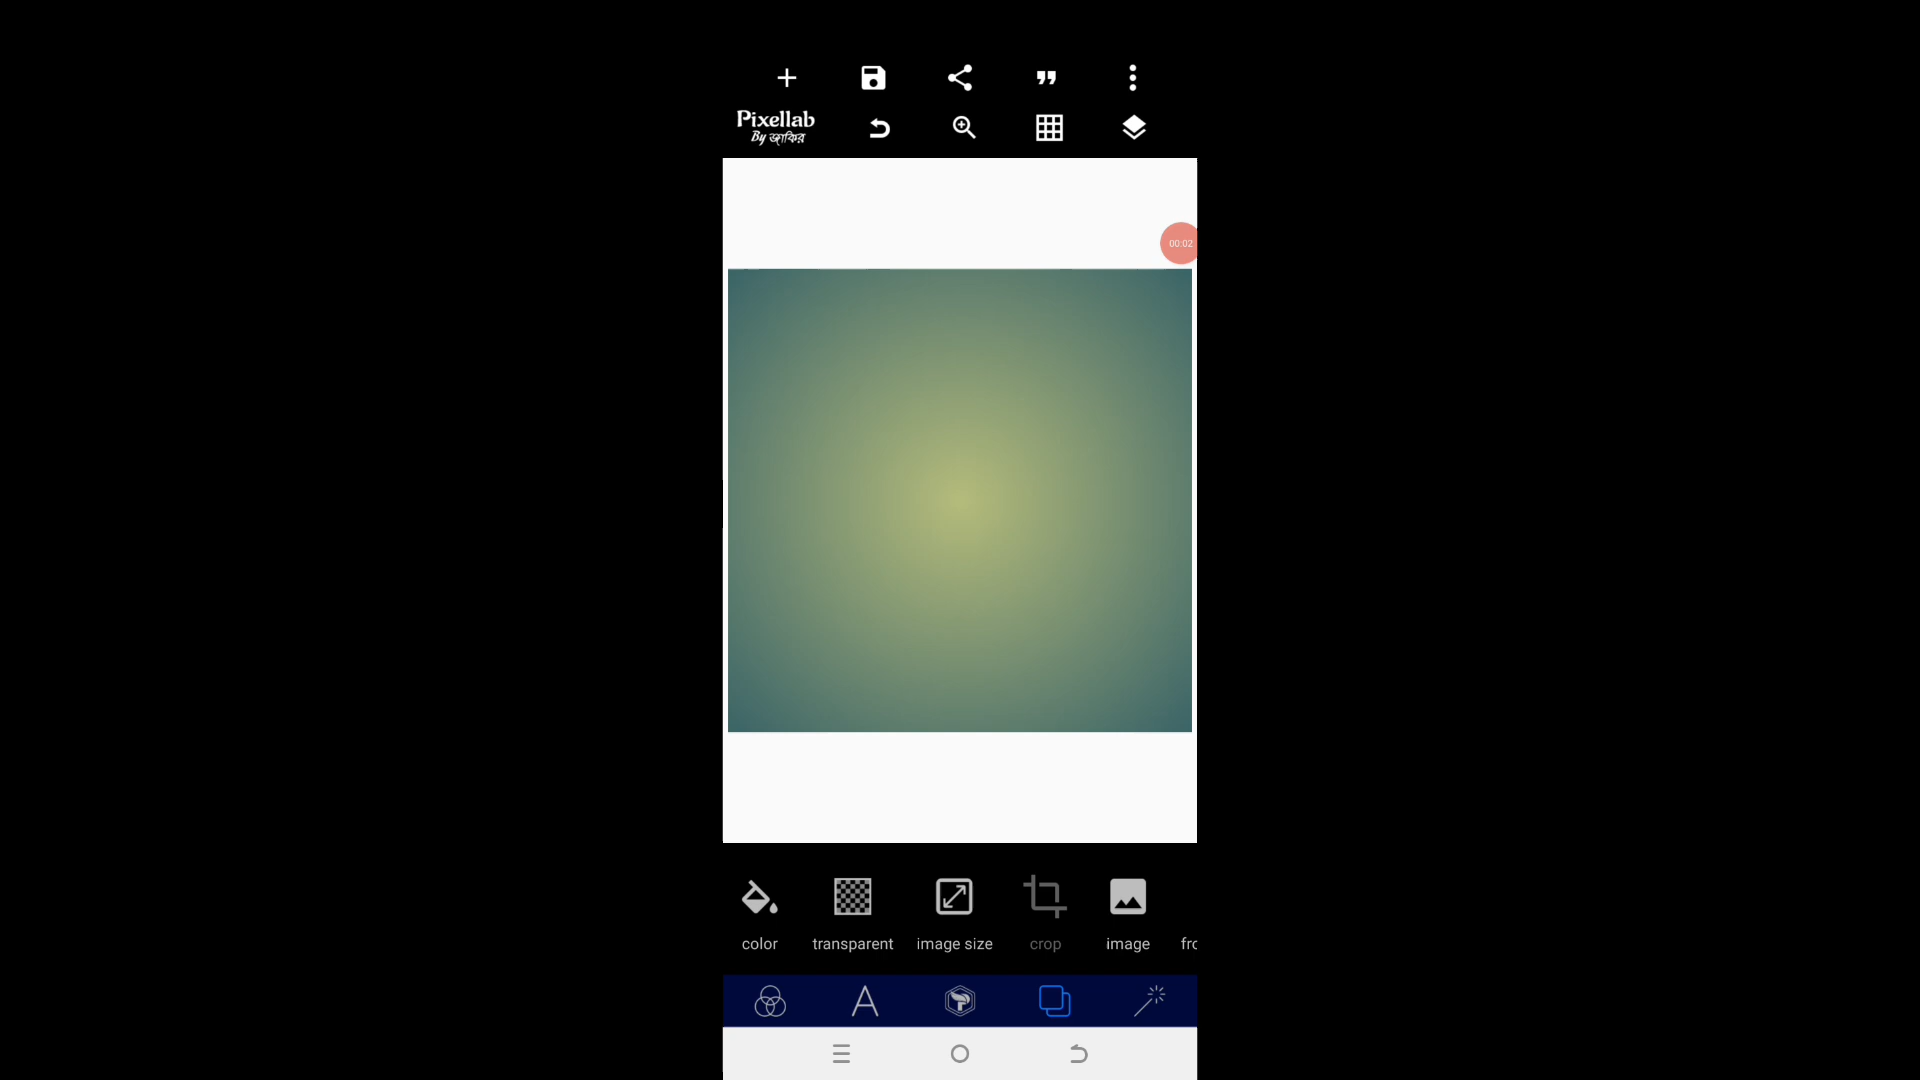 Pixellab
By জাকির
00:02
color transparent image size crop image fro